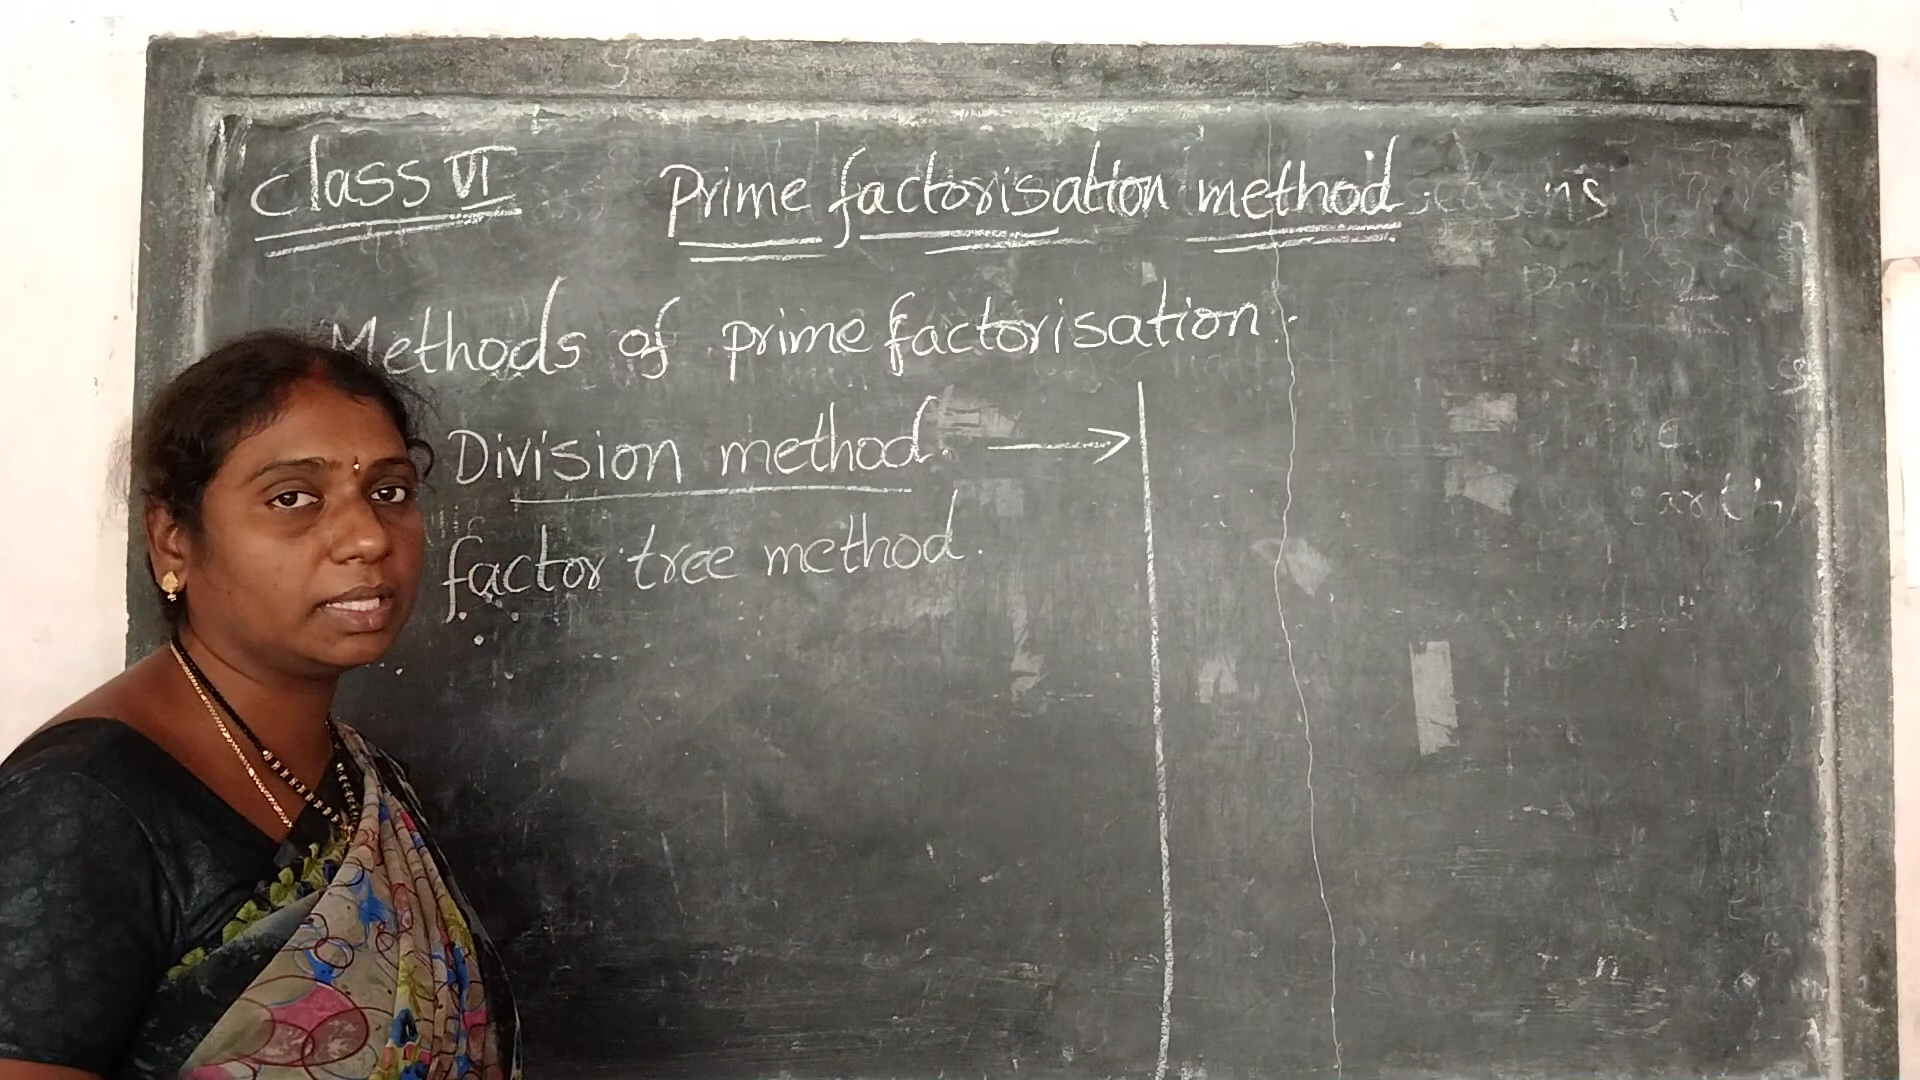 Class VI Prime factorisation method.
Methods of prime factorisation.
Division method. →
factor tree method.